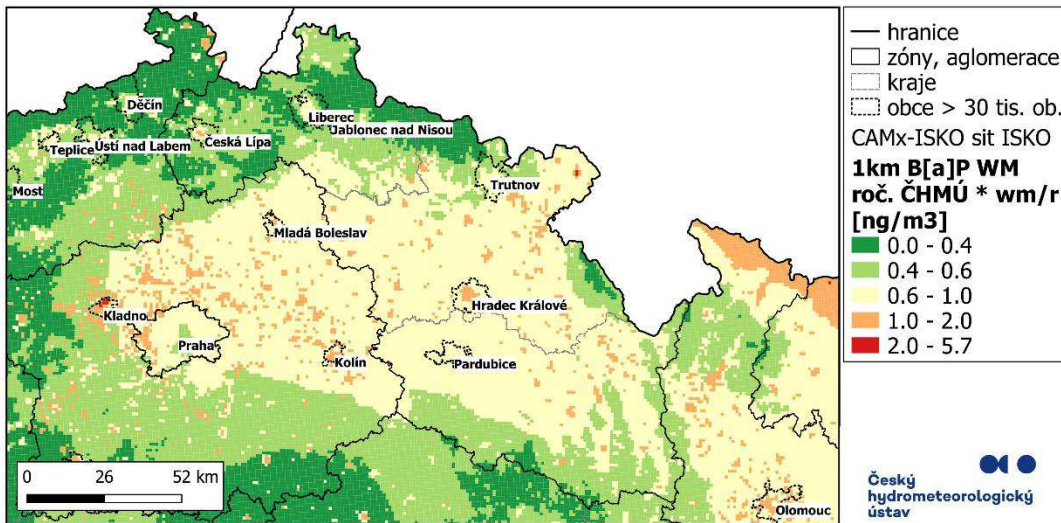 Děčín
Liberec
Jablonec nad Nisou
Teplice
Ústí nad Labem
Česká Lípa
Most
Trutnov
Mladá Boleslav
Hradec Králové
Kladno
Praha
Kolín
Pardubice
Olomouc
0 26 52 km
hranice
zóny, aglomerace
kraje
obce > 30 tis. ob.
CAMx-ISKO sit ISKO
1km B[a]P WM
roč. ČHMÚ * wm/r
[ng/m3]
0.0 - 0.4
0.4 - 0.6
0.6 - 1.0
1.0 - 2.0
2.0 - 5.7
Český
hydrometeorologický
ústav